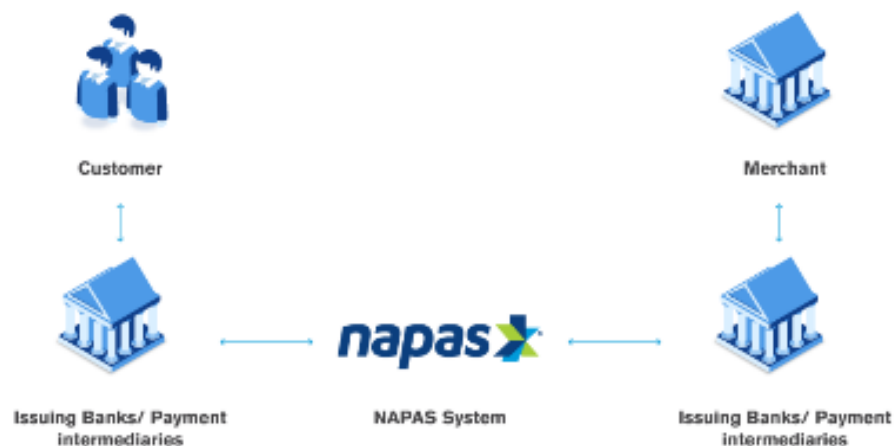 Customer
Merchant
napas
Issuing Banks/ Payment
intermediaries
NAPAS System
Issuing Banks/ Payment
intermediaries